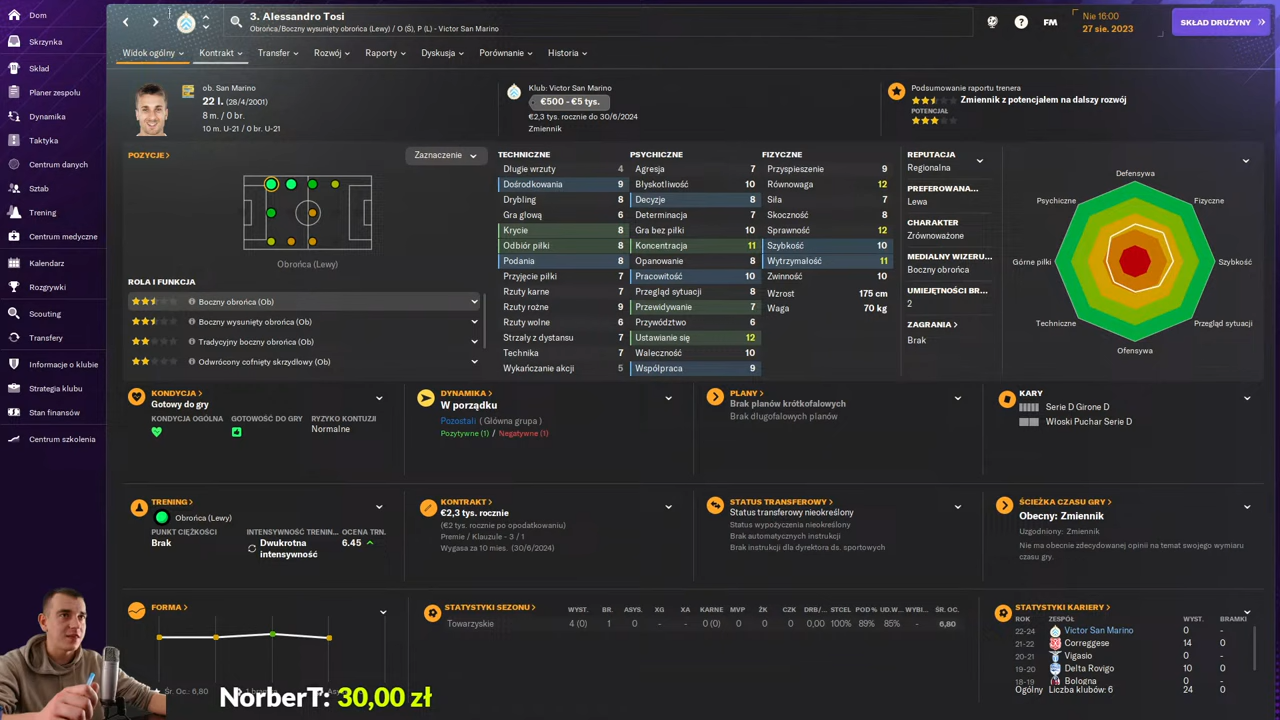 Dom
Skrzynka
Skład
Planer zespołu
Dynamika
Taktyka
Centrum danych
Sztab
Trening
Centrum medyczne
Kalendarz
Rozgrywki
Scouting
Transfery
Informacje o klubie
Strategia klubu
Stan finansów
Centrum szkolenia
3. Alessandro Tosi
Obrońca/Boczny wysunięty obrońca (Lewy) / O (Ś), P (L) - Victor San Marino
FM
Nie 16:00
27 sie. 2023
SKŁAD DRUŻYNY
Widok ogólny
Kontrakt
Transfer
Rozwój
Raporty
Dyskusja
Porównanie
Historia
ob. San Marino
22 l. (28/4/2001)
8 m. / 0 br.
10 m. U-21 / 0 br. U-21
Klub: Victor San Marino
€500 - €5 tys.
€2,3 tys. rocznie do 30/6/2024
Zmiennik
Podsumowanie raportu trenera
Zmiennik z potencjałem na dalszy rozwój
POTENCJAŁ
POZYCJE
Zaznaczenie
Obrońca (Lewy)
ROLA I FUNKCJA
Boczny obrońca (Ob)
Boczny wysunięty obrońca (Ob)
Tradycyjny boczny obrońca (Ob)
Odwrócony cofnięty skrzydłowy (Ob)
TECHNICZNE
Długie wrzuty 4
Dośrodkowania 9
Drybling 8
Gra głową 6
Krycie 8
Odbiór piłki 8
Podania 8
Przyjęcie piłki 7
Rzuty karne 7
Rzuty rożne 9
Rzuty wolne 6
Strzały z dystansu 7
Technika 7
Wykańczanie akcji 5
PSYCHICZNE
Agresja 7
Błyskotliwość 10
Decyzje 8
Determinacja 7
Gra bez piłki 10
Koncentracja 11
Opanowanie 8
Pracowitość 10
Przegląd sytuacji 8
Przewidywanie 7
Przywództwo 6
Ustawianie się 12
Waleczność 10
Współpraca 9
FIZYCZNE
Przyspieszenie 9
Równowaga 12
Siła 7
Skoczność 8
Sprawność 12
Szybkość 10
Wytrzymałość 11
Zwinność 10
Wzrost 175 cm
Waga 70 kg
REPUTACJA
Regionalna
PREFEROWANA...
Lewa
CHARAKTER
Zrównoważone
MEDIALNY WIZERU...
Boczny obrońca
UMIEJĘTNOŚCI BR...
2
ZAGRANIA
Brak
Defensywa
Fizyczne
Szybkość
Przegląd sytuacji
Ofensywa
Techniczne
Górne piłki
Psychiczne
KONDYCJA
Gotowy do gry
KONDYCJA OGÓLNA
GOTOWOŚĆ DO GRY
RYZYKO KONTUZJI
Normalne
DYNAMIKA
W porządku
Pozostali ( Główna grupa )
Pozytywne (1) / Negatywne (1)
PLANY
Brak planów krótkofalowych
Brak długofalowych planów
KARY
Serie D Girone D
Włoski Puchar Serie D
TRENING
Obrońca (Lewy)
PUNKT CIĘŻKOŚCI
Brak
INTENSYWNOŚĆ TRENIN...
Dwukrotna
intensywność
OCENA TRN.
6.45
KONTRAKT
€2,3 tys. rocznie
(€2 tys. rocznie po opodatkowaniu)
Premie / Klauzule - 3 / 1
Wygasa za 10 mies. (30/6/2024)
STATUS TRANSFEROWY
Status transferowy nieokreślony
Status wypożyczenia nieokreślony
Brak automatycznych instrukcji
Brak instrukcji dla dyrektora ds. sportowych
ŚCIEŻKA CZASU GRY
Obecny: Zmiennik
Uzgodniony: Zmiennik
Nie ma obecnie zdecydowanej opinii na temat swojego wymiaru
czasu gry.
FORMA
Śr. Oc.: 6,80
STATYSTYKI SEZONU
WYST. BR. ASYS. XG XA KARNE MVP ŻK CZK DRB/... STCEL POD% UD.W... WYBI... ŚR. OC.
Towarzyskie 4 (0) 1 0 - - 0 (0) 0 0 0 0,00 100% 89% 85% - 6,80
STATYSTYKI KARIERY
ROK ZESPÓŁ WYST. BRAMKI
22-24 Victor San Marino 0 -
21-22 Correggese 14 0
20-21 Vigasio 0 -
19-20 Delta Rovigo 10 0
18-19 Bologna 0 -
Ogólny Liczba klubów: 6 24 0
NorberT: 30,00 zł